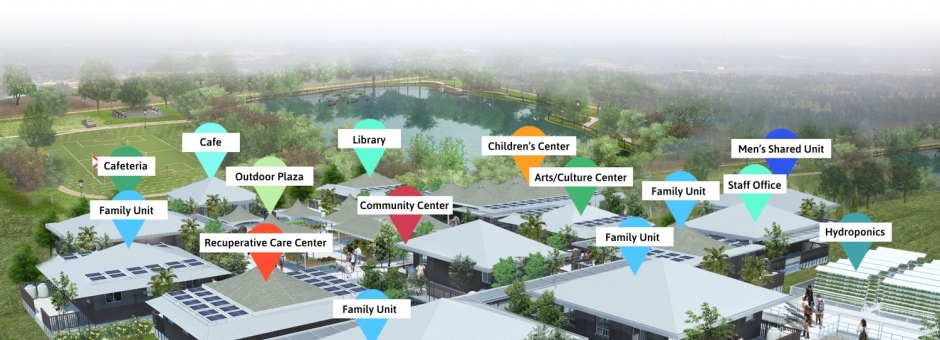 Cafe
Library
Children's Center
Men's Shared Unit
Cafeteria
Outdoor Plaza
Arts/Culture Center
Family Unit
Staff Office
Family Unit
Community Center
Recuperative Care Center
Family Unit
Hydroponics
Family Unit